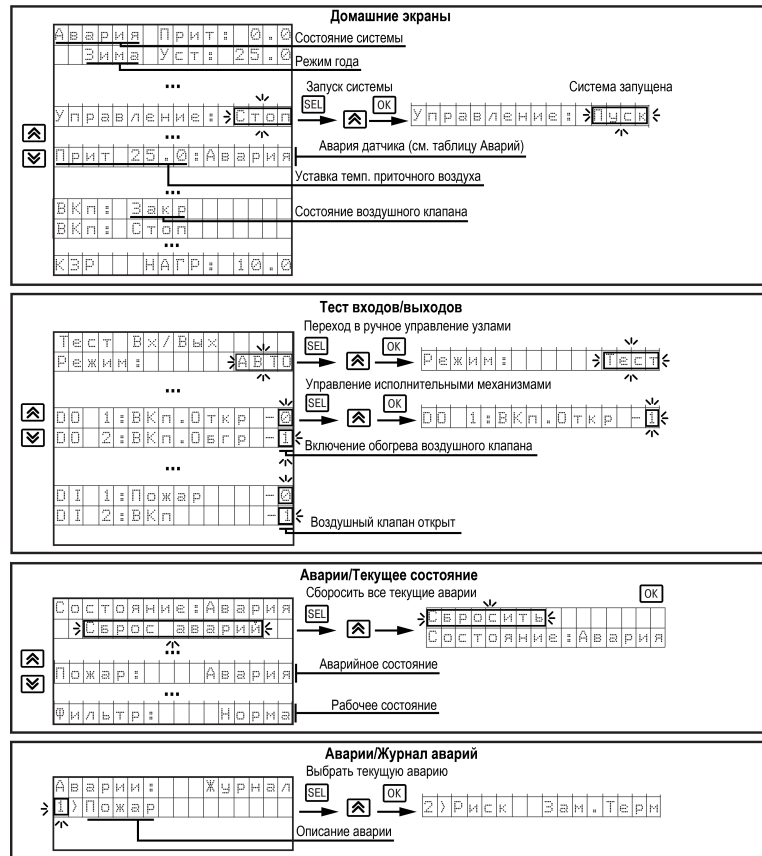 Домашние экраны
Авария Прит: 0.0
Состояние системы
Зима Уст: 25.0
Режим года
...
Запуск системы
Система запущена
Управление: Стоп
SEL
OK
Управление: Пуск
Авария датчика (см. таблицу Аварий)
Прит 25.0:Авария
Уставка темп. приточного воздуха
...
ВКп: Закр
Состояние воздушного клапана
ВКп: Стоп
...
КЗР НАГР: 10.0
Тест входов/выходов
Переход в ручное управление узлами
Тест Вх/Вых
Режим: АВТО
SEL
OK
Режим: Тест
...
Управление исполнительными механизмами
SEL
OK
DO 1:ВКп.Откр -0
DO 1:ВКп.Откр -1
DO 2:ВКп.Обгр -1
Включение обогрева воздушного клапана
...
DI 1:Пожар -0
DI 2:ВКп -1
Воздушный клапан открыт
Аварии/Текущее состояние
Сборосить все текущие аварии
OK
Состояние:Авария
SEL
Сбросить
Сброс аварий
Состояние:Авария
...
Аварийное состояние
Пожар: Авария
...
Рабочее состояние
Фильтр: Норма
Аварии/Журнал аварий
Выбрать текущую аварию
Аварии: Журнал
SEL
OK
1)Пожар
2)Риск Зам.Терм
Описание аварии